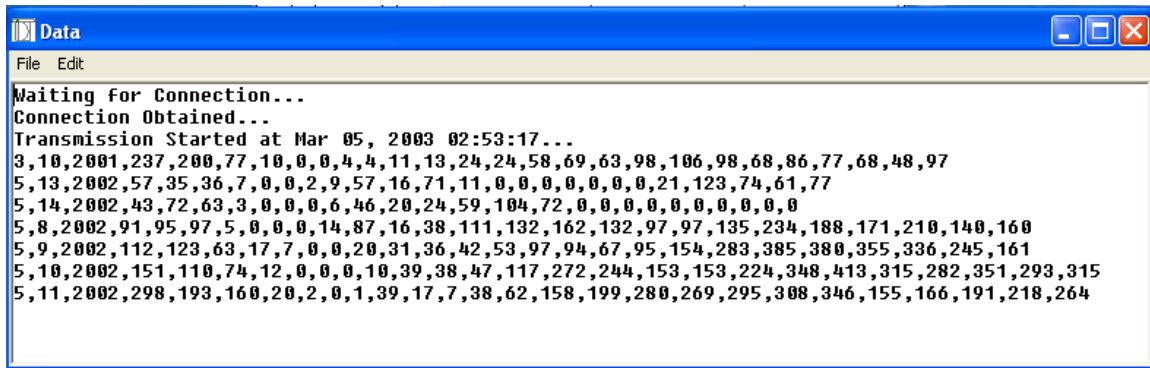 Data
File Edit
Waiting for Connection...
Connection Obtained...
Transmission Started at Mar 05, 2003 02:53:17...
3,10,2001,237,200,77,10,0,0,4,4,11,13,24,24,58,69,63,98,106,98,68,86,77,68,48,97
5,13,2002,57,35,36,7,0,0,2,9,57,16,71,11,0,0,0,0,0,0,0,21,123,74,61,77
5,14,2002,43,72,63,3,0,0,0,6,46,20,24,59,104,72,0,0,0,0,0,0,0,0,0,0
5,8,2002,91,95,97,5,0,0,0,14,87,16,38,111,132,162,132,97,97,135,234,188,171,210,140,160
5,9,2002,112,123,63,17,7,0,0,20,31,36,42,53,97,94,67,95,154,283,385,380,355,336,245,161
5,10,2002,151,110,74,12,0,0,0,10,39,38,47,117,272,244,153,153,224,348,413,315,282,351,293,315
5,11,2002,298,193,160,20,2,0,1,39,17,7,38,62,158,199,280,269,295,308,346,155,166,191,218,264